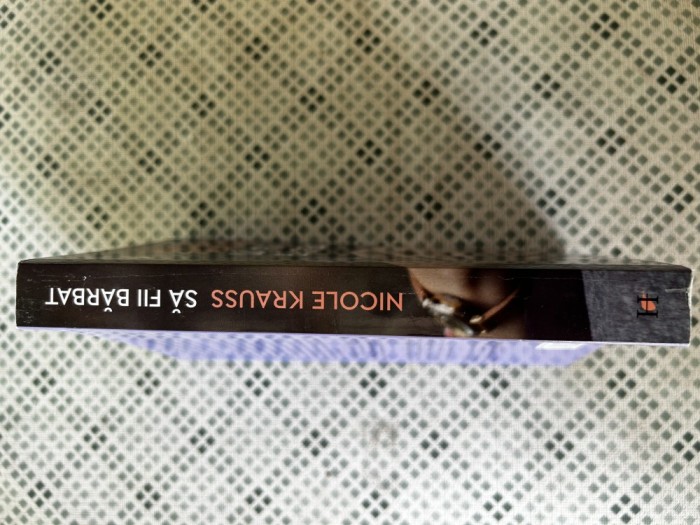 NICOLE KRAUSS SĂ FII BĂRBAT
H